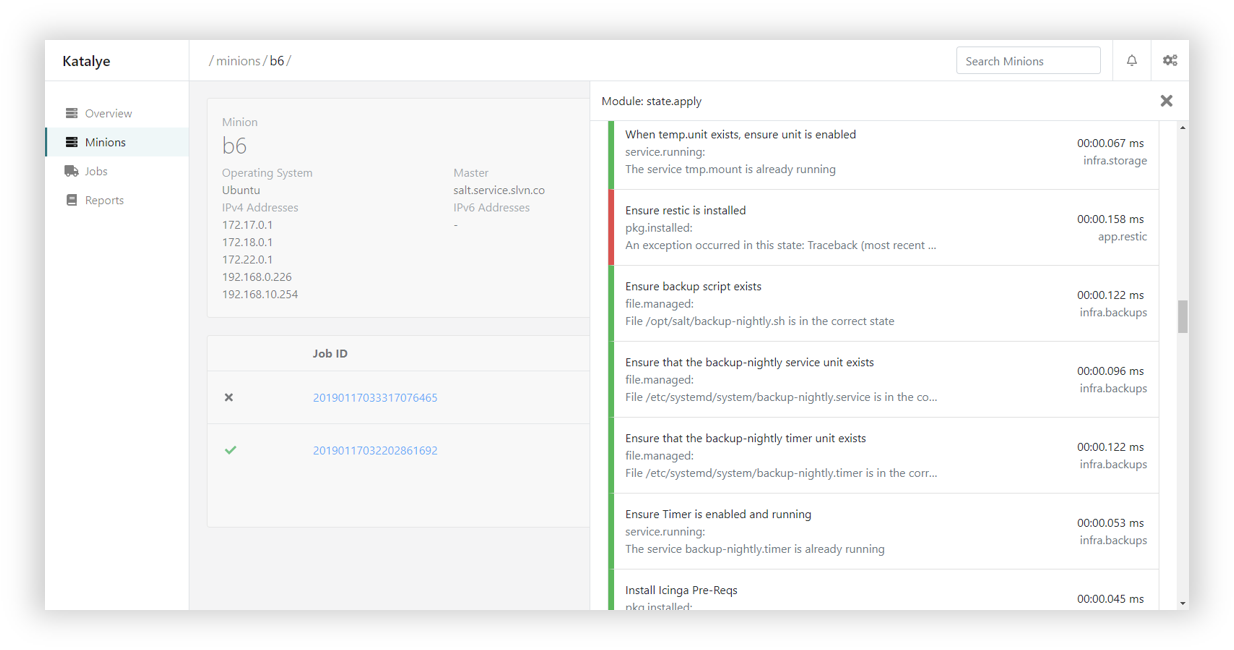 Katalye
/ minions / b6 /
Search Minions
Overview
Minions
Jobs
Reports
Minion
b6
Operating System
Master
Ubuntu
salt.service.slvn.co
IPv4 Addresses
IPv6 Addresses
172.17.0.1
-
172.18.0.1
172.22.0.1
192.168.0.226
192.168.10.254
Job ID
20190117033317076465
20190117032202861692
Module: state.apply
When temp.unit exists, ensure unit is enabled
service.running:
The service tmp.mount is already running
00:00.067 ms
infra.storage
Ensure restic is installed
pkg.installed:
An exception occurred in this state: Traceback (most recent ...
00:00.158 ms
app.restic
Ensure backup script exists
file.managed:
File /opt/salt/backup-nightly.sh is in the correct state
00:00.122 ms
infra.backups
Ensure that the backup-nightly service unit exists
file.managed:
File /etc/systemd/system/backup-nightly.service is in the co...
00:00.096 ms
infra.backups
Ensure that the backup-nightly timer unit exists
file.managed:
File /etc/systemd/system/backup-nightly.timer is in the corr...
00:00.122 ms
infra.backups
Ensure Timer is enabled and running
service.running:
The service backup-nightly.timer is already running
00:00.053 ms
infra.backups
Install Icinga Pre-Reqs
pkg.installed:
00:00.045 ms